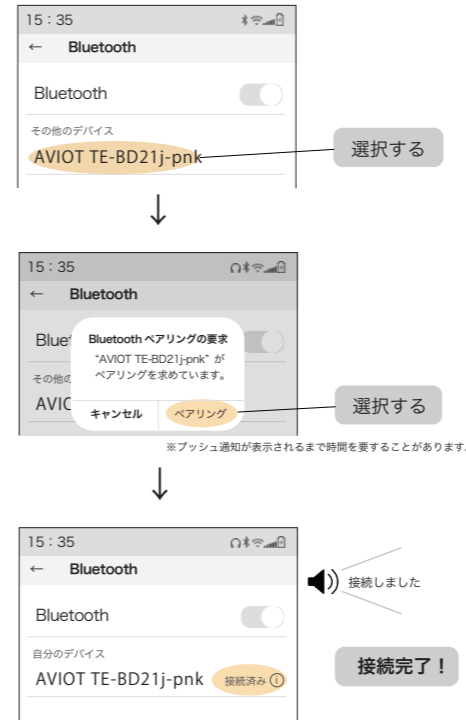 15：35
← Bluetooth
Bluetooth
その他のデバイス
AVIOT TE-BD21j-pnk
選択する
↓
15：35
← Bluetooth
Blue
Bluetooth ペアリングの要求
“AVIOT TE-BD21j-pnk” が
ペアリングを求めています。
その他の
AVIO
キャンセル ペアリング
選択する
※プッシュ通知が表示されるまで時間を要することがあります。
↓
15：35
← Bluetooth
接続しました
Bluetooth
自分のデバイス
AVIOT TE-BD21j-pnk 接続済み
接続完了！